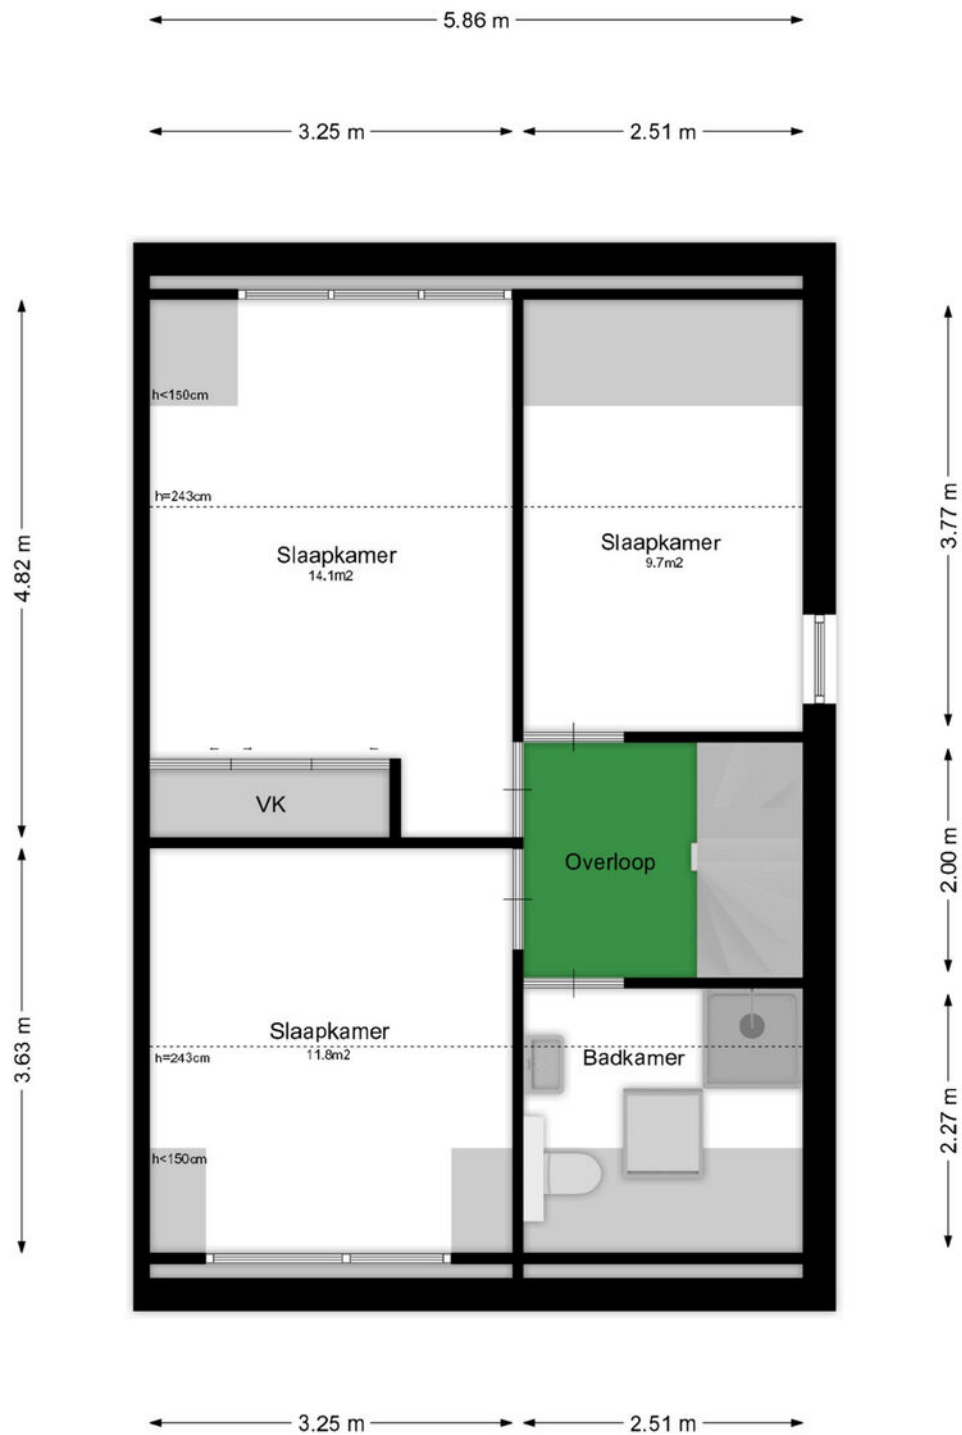 5.86 m
3.25 m
2.51 m
h<150cm
h=243cm
Slaapkamer
14.1m2
Slaapkamer
9.7m2
4.82 m
3.77 m
VK
Overloop
2.00 m
Slaapkamer
11.8m2
h=243cm
Badkamer
3.63 m
2.27 m
h<150cm
3.25 m
2.51 m